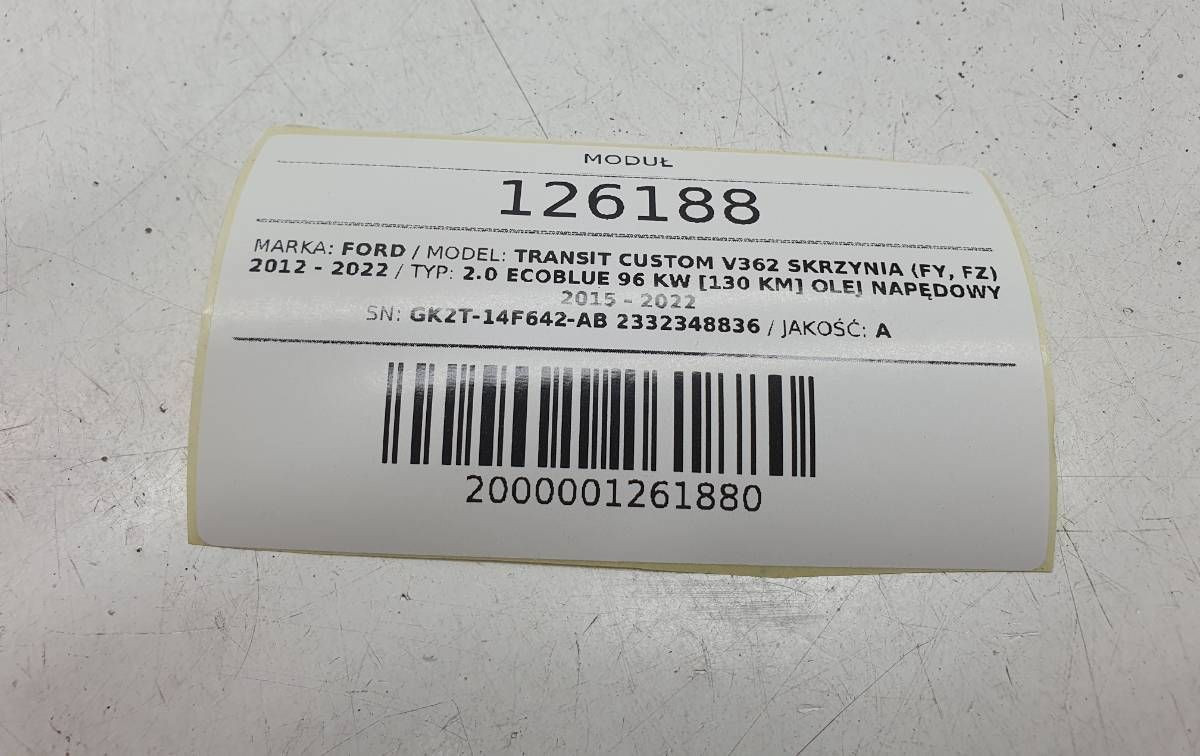 MODUŁ
126188
MARKA: FORD / MODEL: TRANSIT CUSTOM V362 SKRZYNIA (FY, FZ)
2012 - 2022 / TYP: 2.0 ECOBLUE 96 KW [130 KM] OLEJ NAPĘDOWY
2015 - 2022
SN: GK2T-14F642-AB 2332348836 / JAKOŚĆ: A
2000001261880